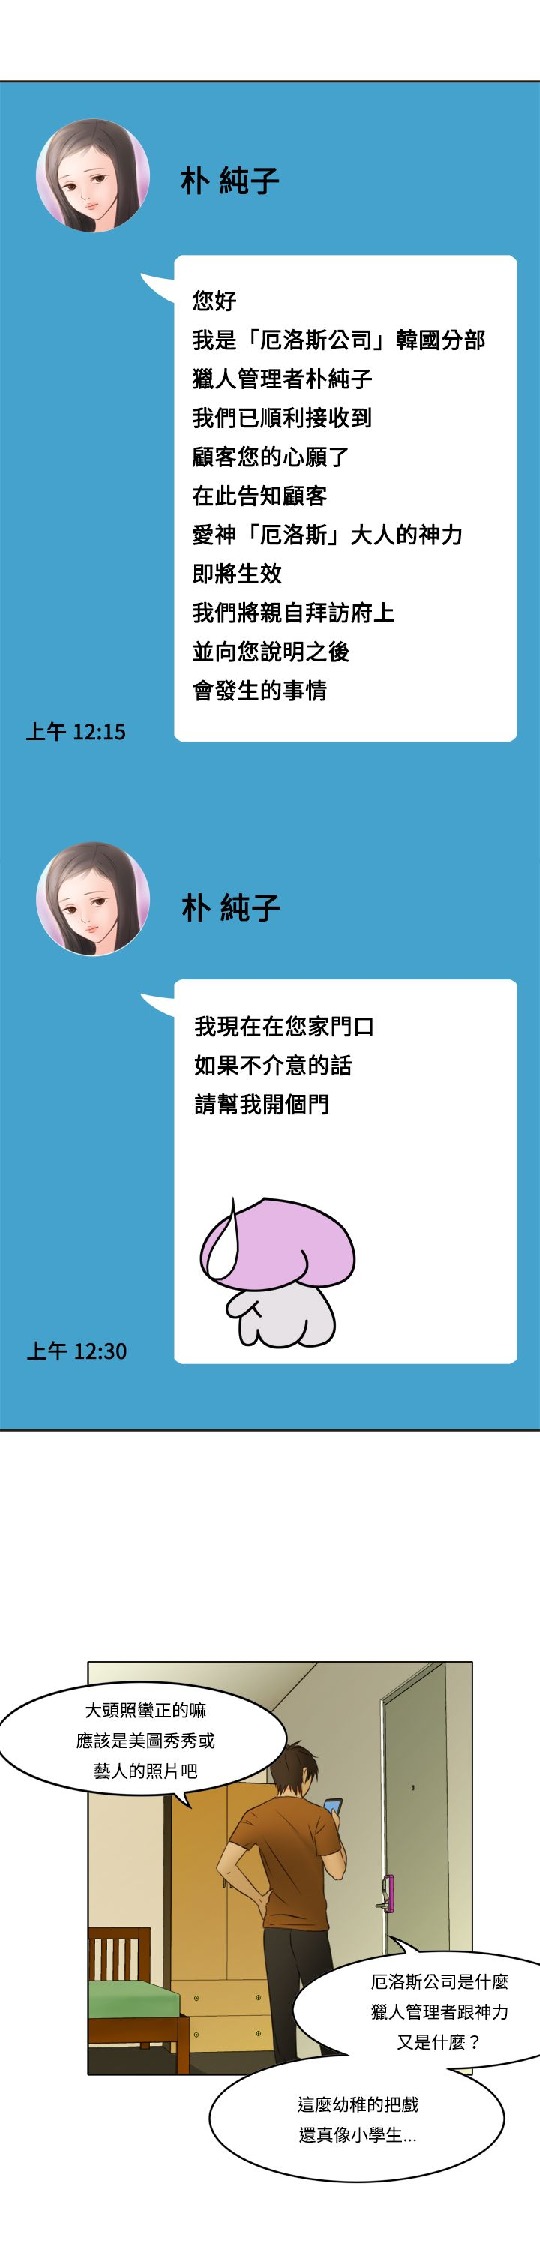 朴 純子
您好
我是「厄洛斯公司」韓國分部
獵人管理者朴純子
我們已順利接收到
顧客您的心願了
在此告知顧客
愛神「厄洛斯」大人的神力
即將生效
我們將親自拜訪府上
並向您說明之後
會發生的事情
上午 12:15
朴 純子
我現在在您家門口
如果不介意的話
請幫我開個門
上午 12:30
大頭照蠻正的嘛
應該是美圖秀秀或
藝人的照片吧
厄洛斯公司是什麼
獵人管理者跟神力
又是什麼？
這麼幼稚的把戲
還真像小學生...